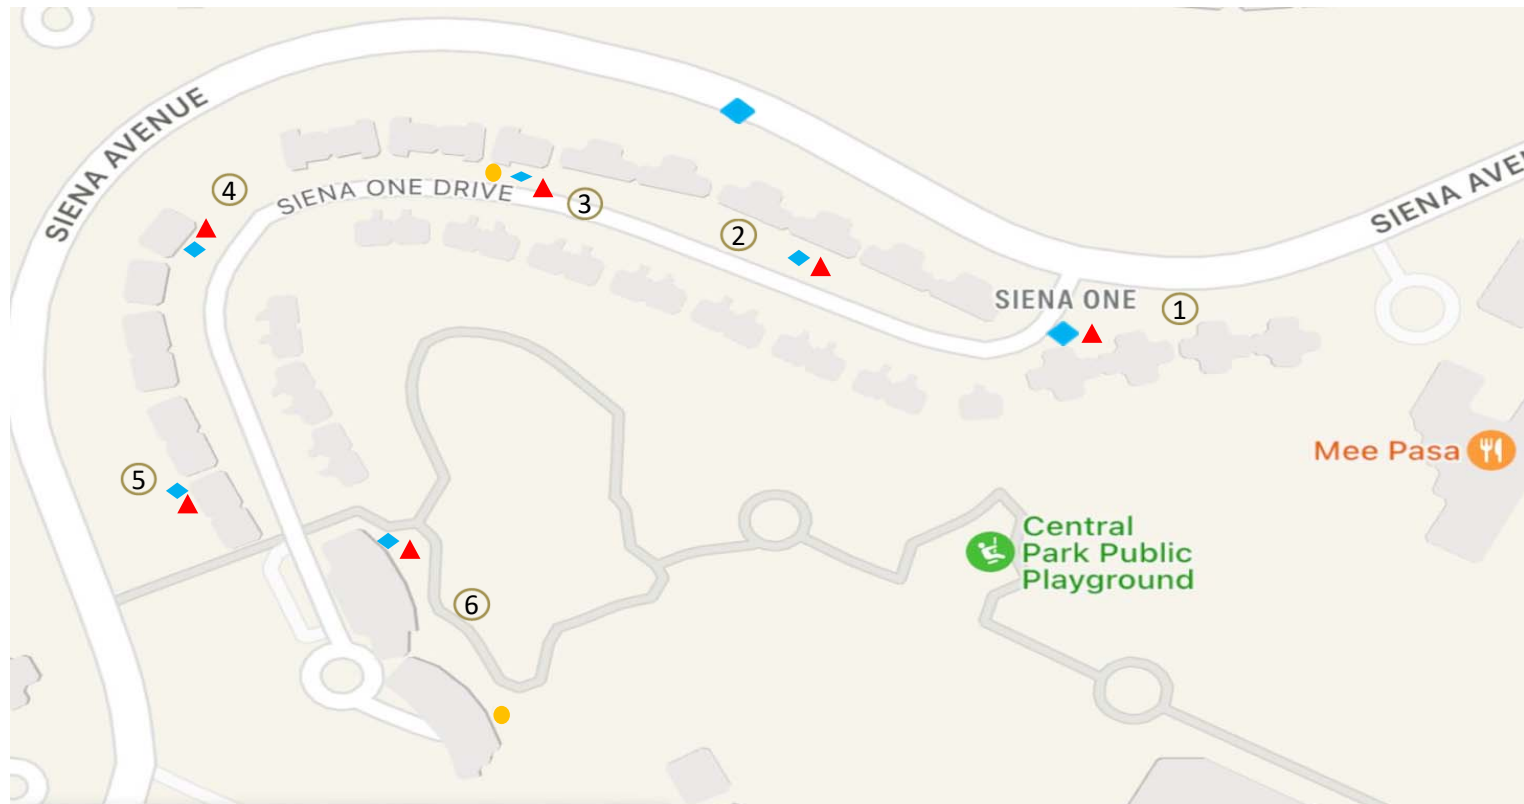 SIENA AVENUE
4
SIENA ONE DRIVE
3
2
SIENA AVE
SIENA ONE
1
Mee Pasa
5
Central
Park Public
Playground
6